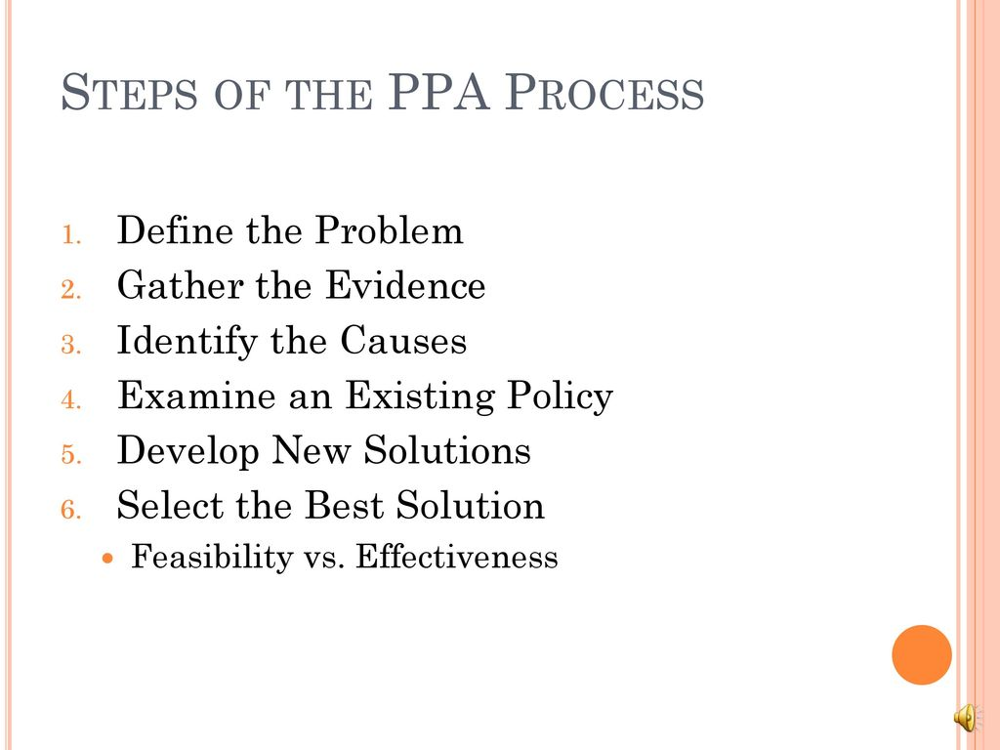 Steps of the PPA Process
1. Define the Problem
2. Gather the Evidence
3. Identify the Causes
4. Examine an Existing Policy
5. Develop New Solutions
6. Select the Best Solution
• Feasibility vs. Effectiveness